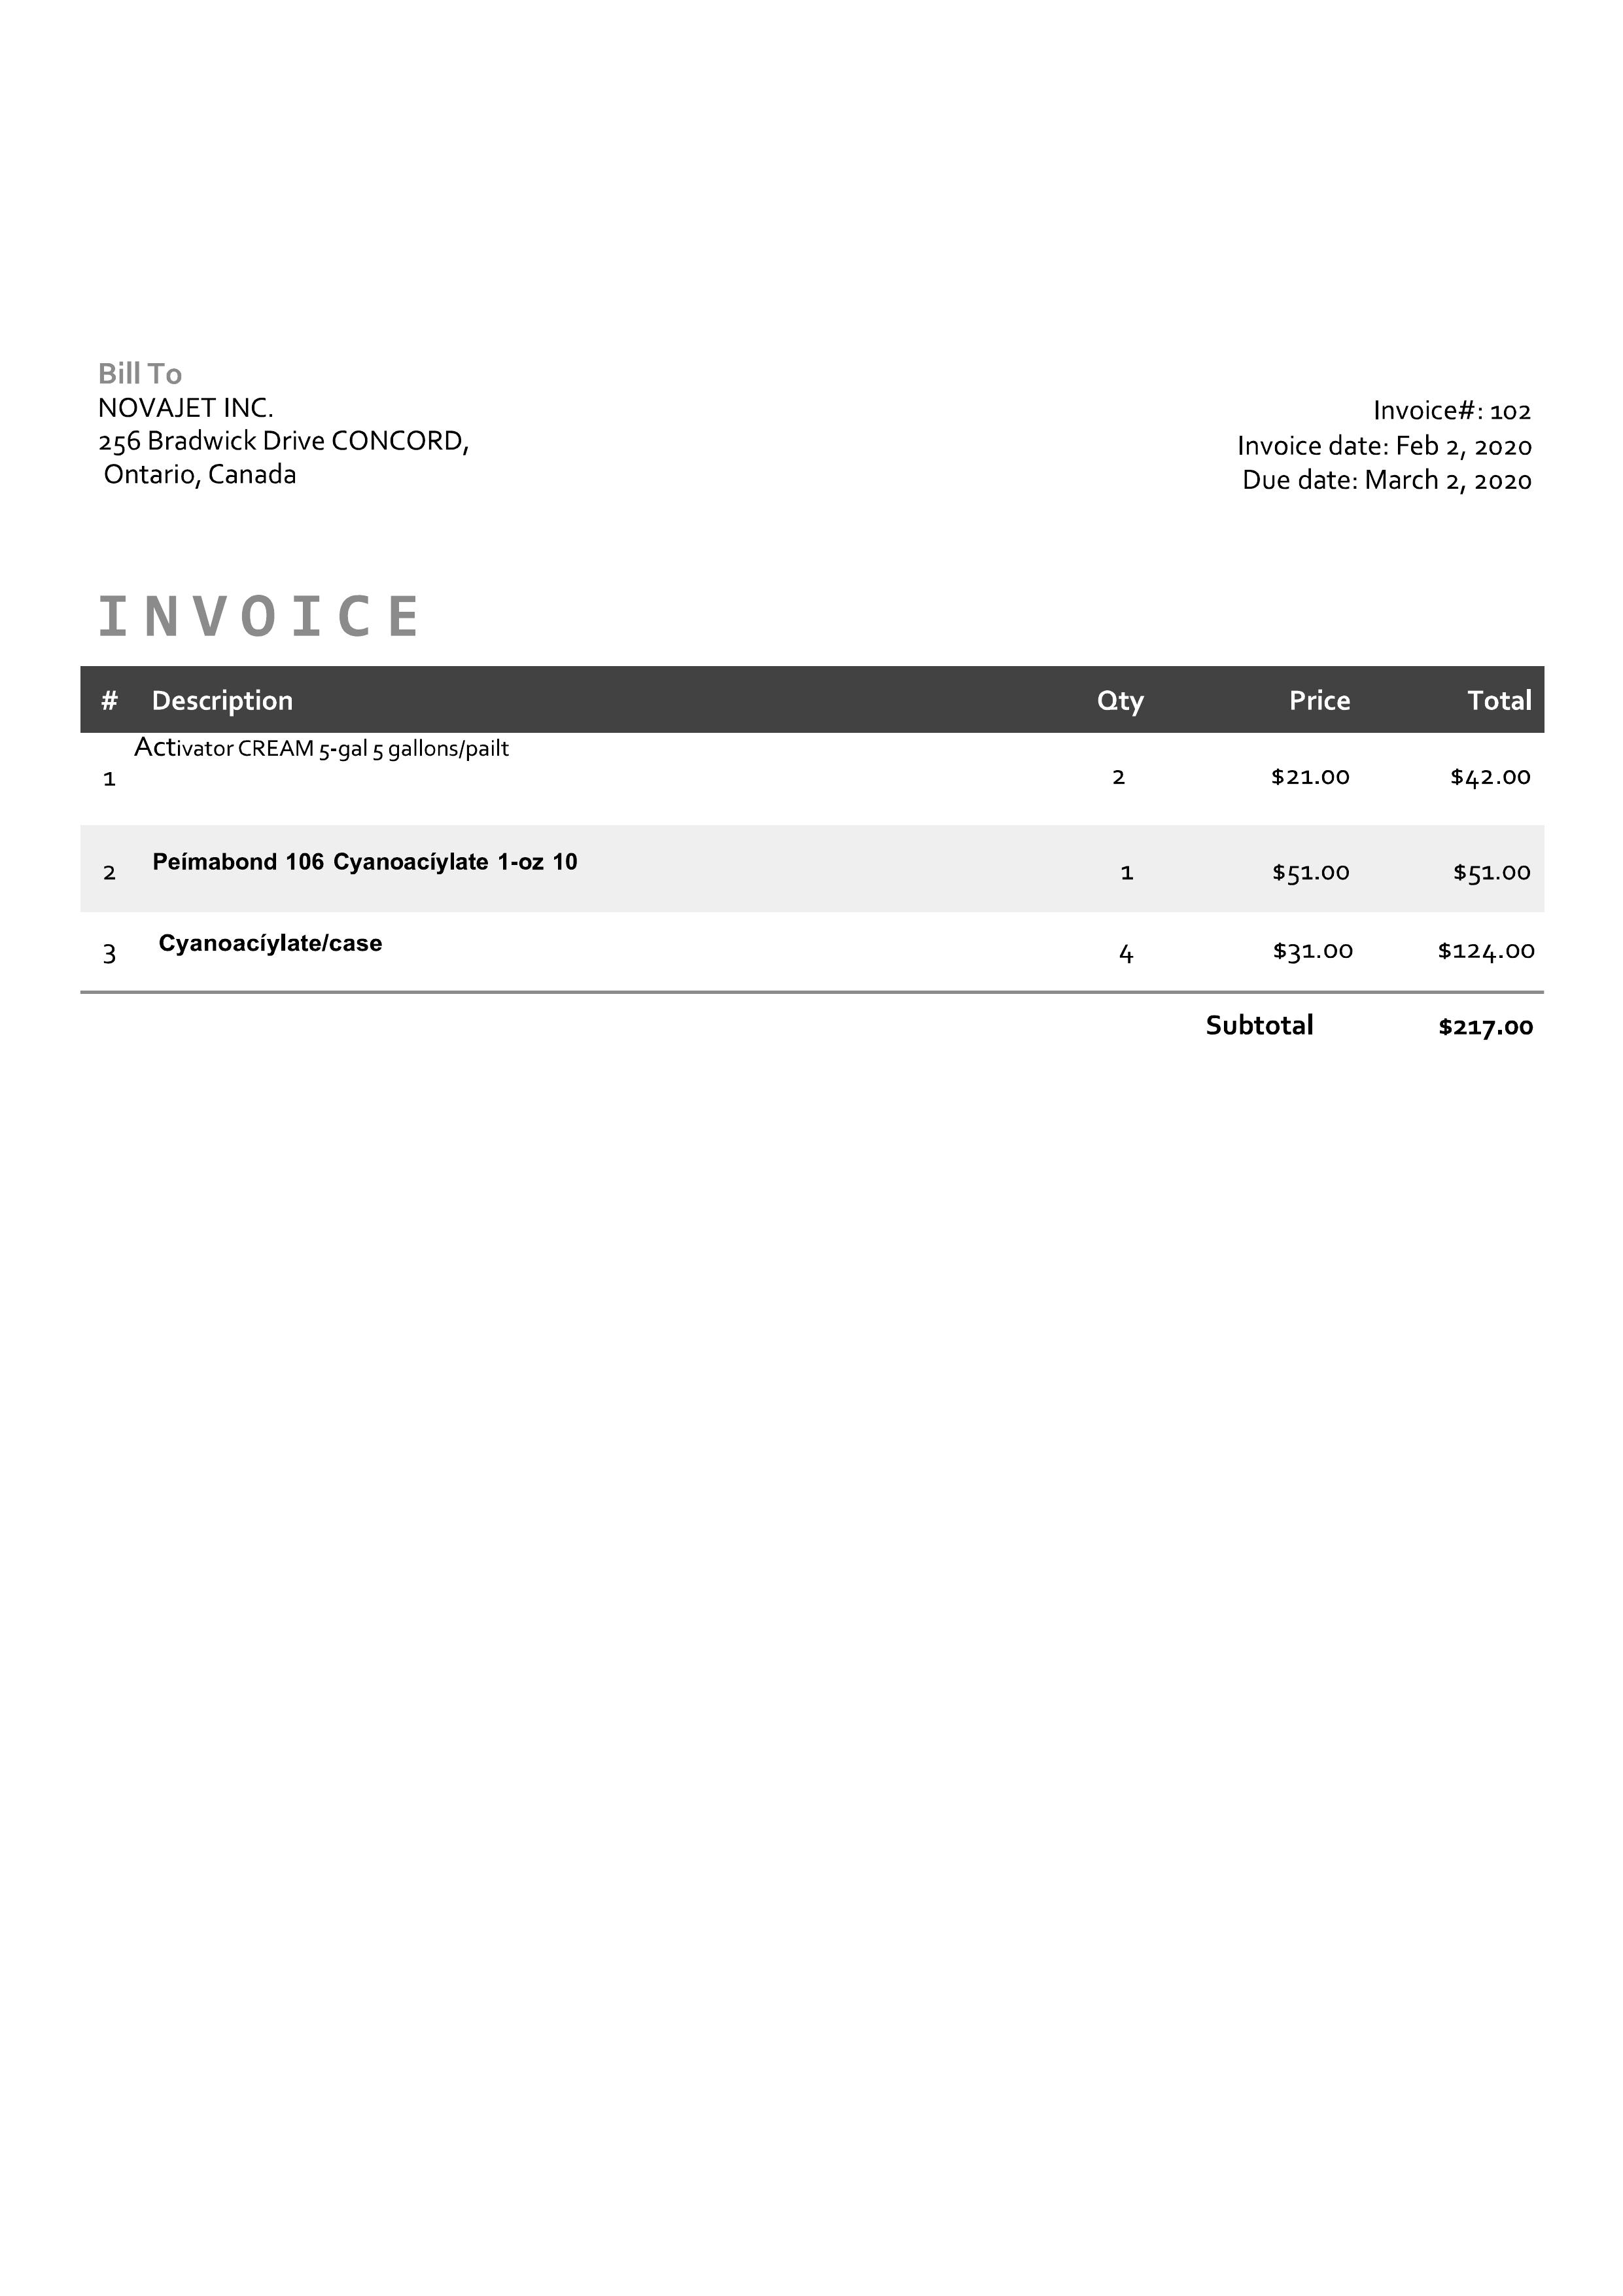 Bill To
NOVAJET INC.
256 Bradwick Drive CONCORD,
Ontario, Canada
Invoice#: 102
Invoice date: Feb 2, 2020
Due date: March 2, 2020
INVOICE
# Description Qty Price Total
1 Activator CREAM 5-gal 5 gallons/pailt 2 $21.00 $42.00
2 Peímabond 106 Cyanoacíylate 1-oz 10 1 $51.00 $51.00
3 Cyanoacíylate/case 4 $31.00 $124.00
Subtotal $217.00